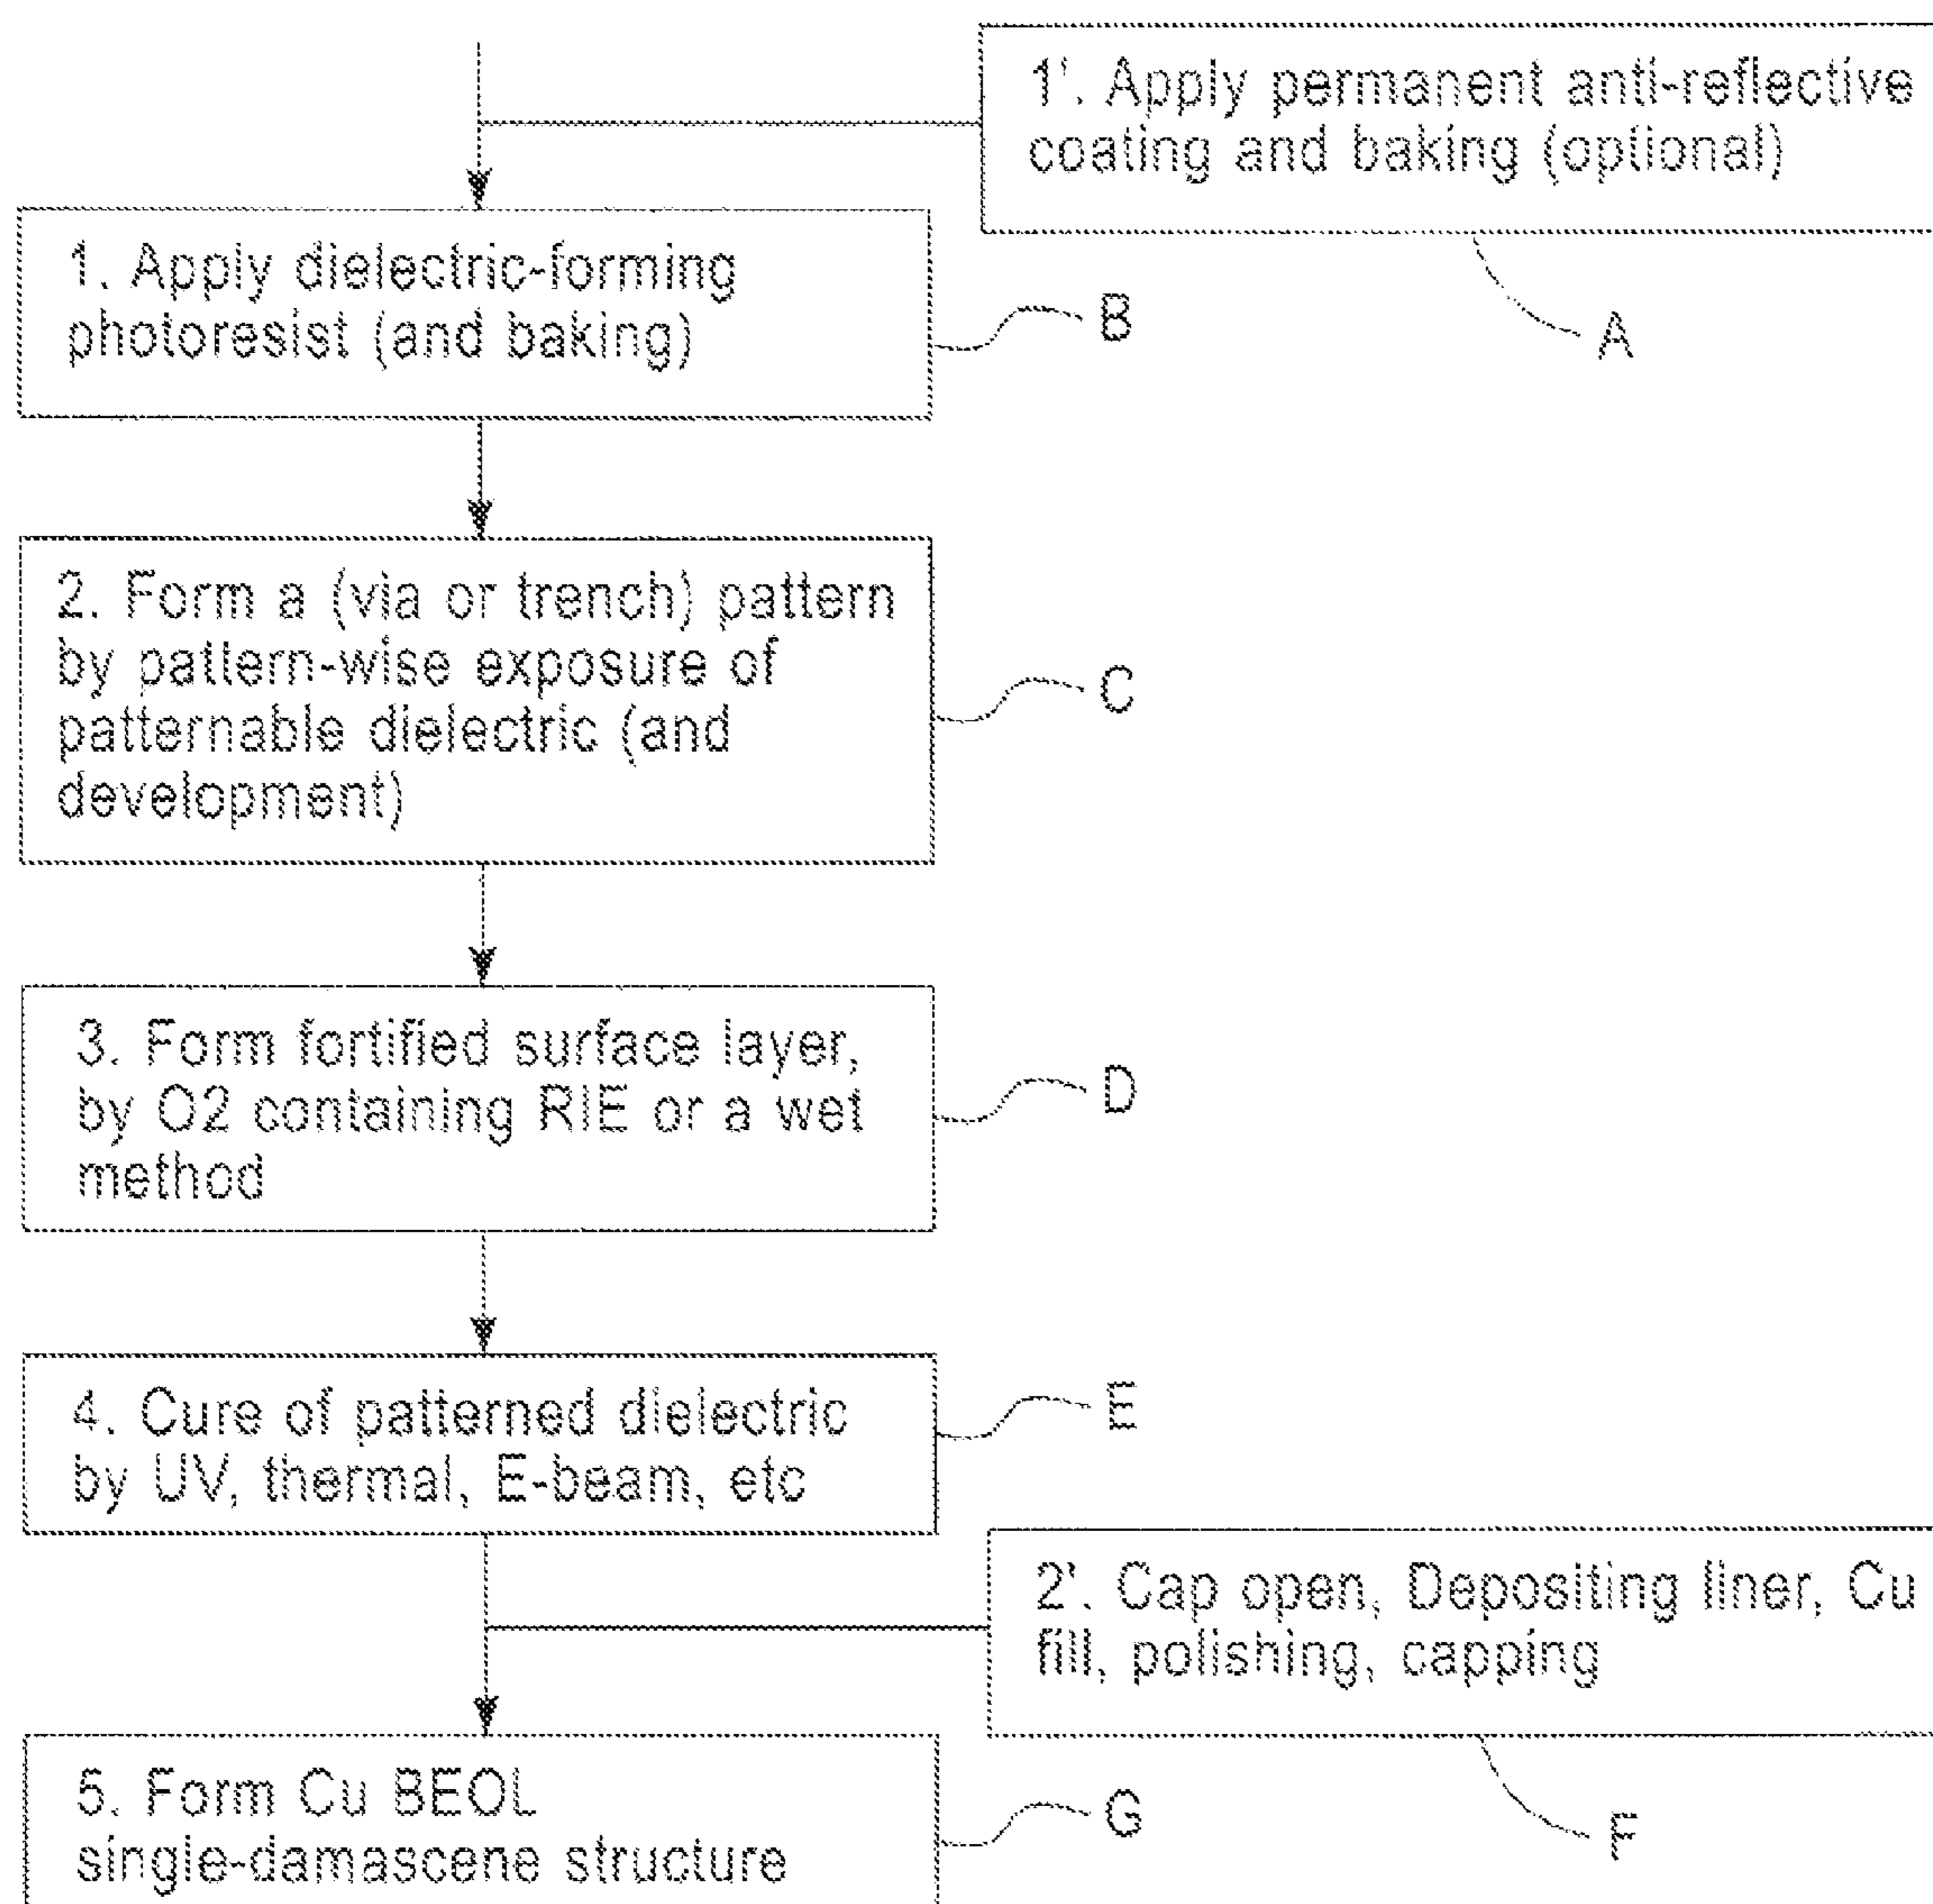 1'. Apply permanent anti-reflective
coating and baking (optional)
A
1. Apply dielectric-forming
photoresist (and baking)
B
2. Form a (via or trench) pattern
by pattern-wise exposure of
patternable dielectric (and
development)
C
3. Form fortified surface layer,
by O2 containing RIE or a wet
method
D
4. Cure of patterned dielectric
by UV, thermal, E-beam, etc
E
2'. Cap open, Depositing liner, Cu
fill, polishing, capping
F
5. Form Cu BEOL
single-damascene structure
G